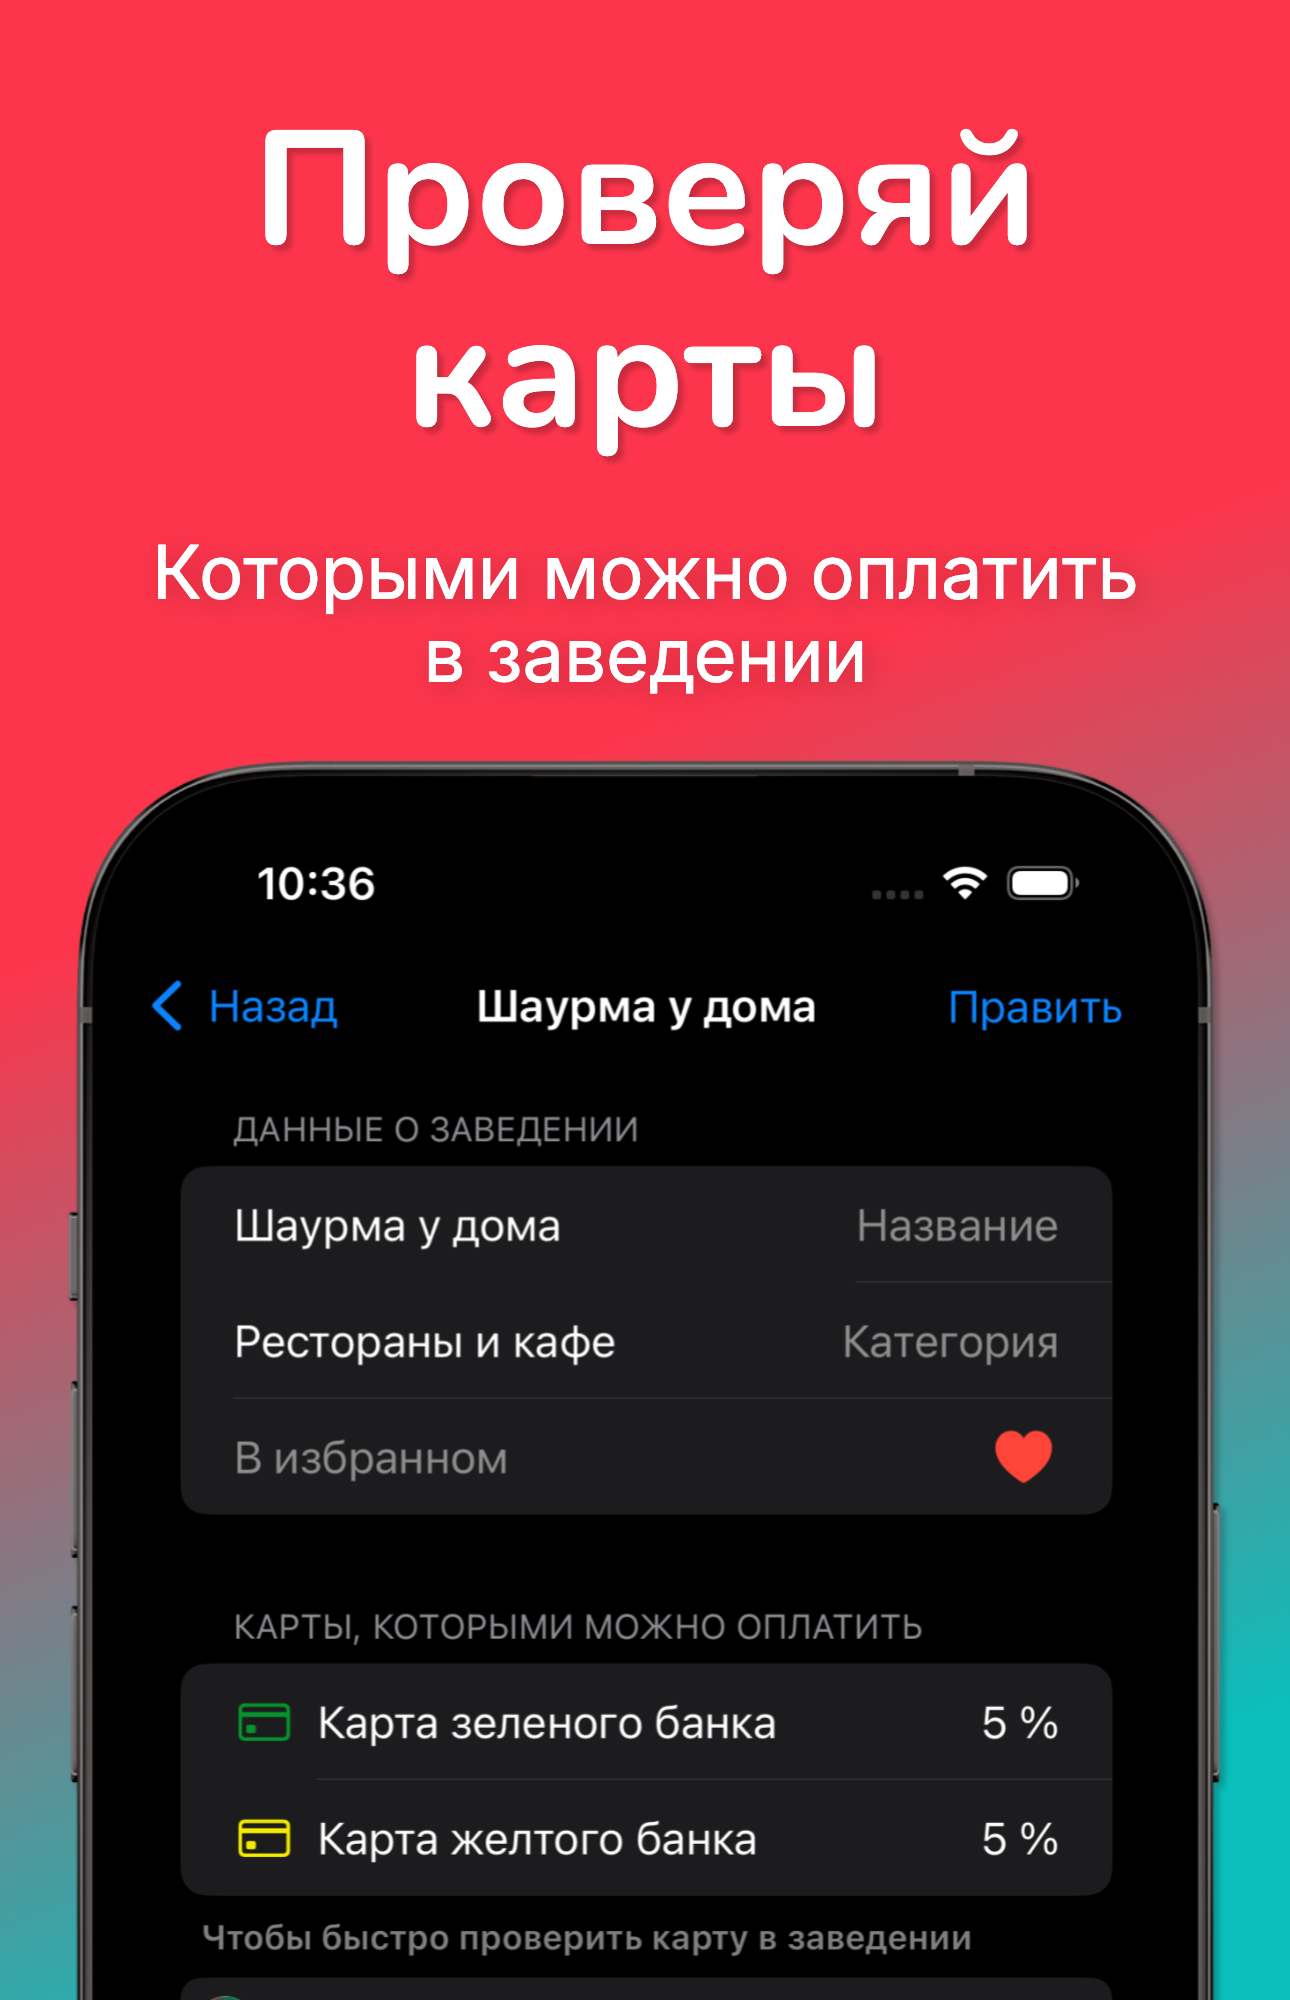 Проверяй
карты
Которыми можно оплатить
в заведении
10:36
Назад Шаурма у дома Править
ДАННЫЕ О ЗАВЕДЕНИИ
Шаурма у дома Название
Рестораны и кафе Категория
В избранном
КАРТЫ, КОТОРЫМИ МОЖНО ОПЛАТИТЬ
Карта зеленого банка 5 %
Карта желтого банка 5 %
Чтобы быстро проверить карту в заведении